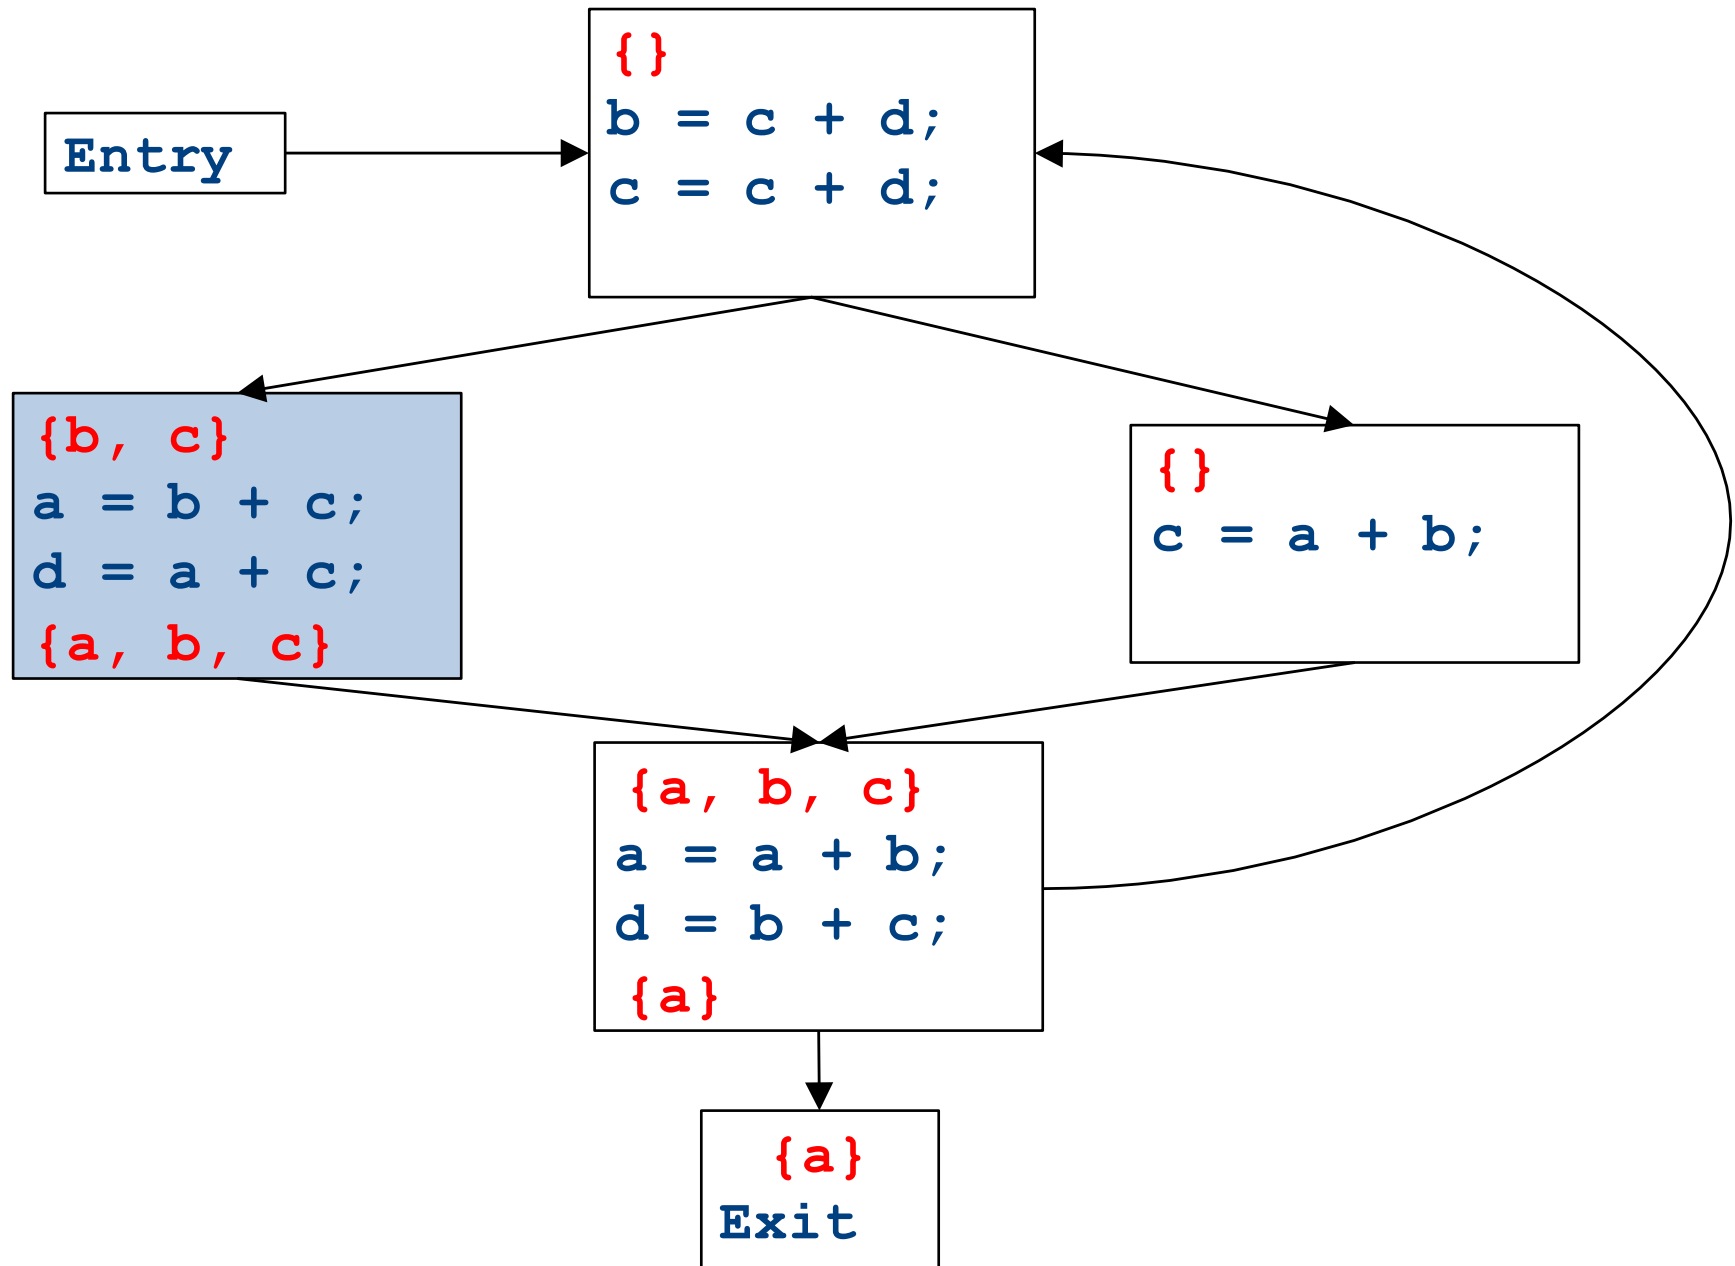 {}
b = c + d;
c = c + d;
Entry
{b, c}
a = b + c;
d = a + c;
{a, b, c}
{}
c = a + b;
{a, b, c}
a = a + b;
d = b + c;
{a}
{a}
Exit